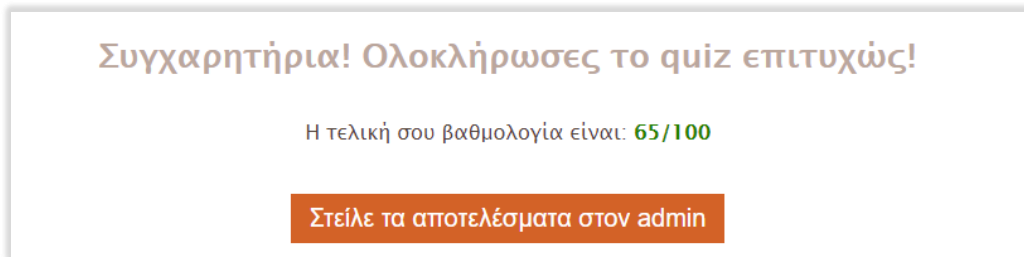 Συγχαρητήρια! Ολοκλήρωσες το quiz επιτυχώς!
Η τελική σου βαθμολογία είναι: 65/100
Στείλε τα αποτελέσματα στον admin